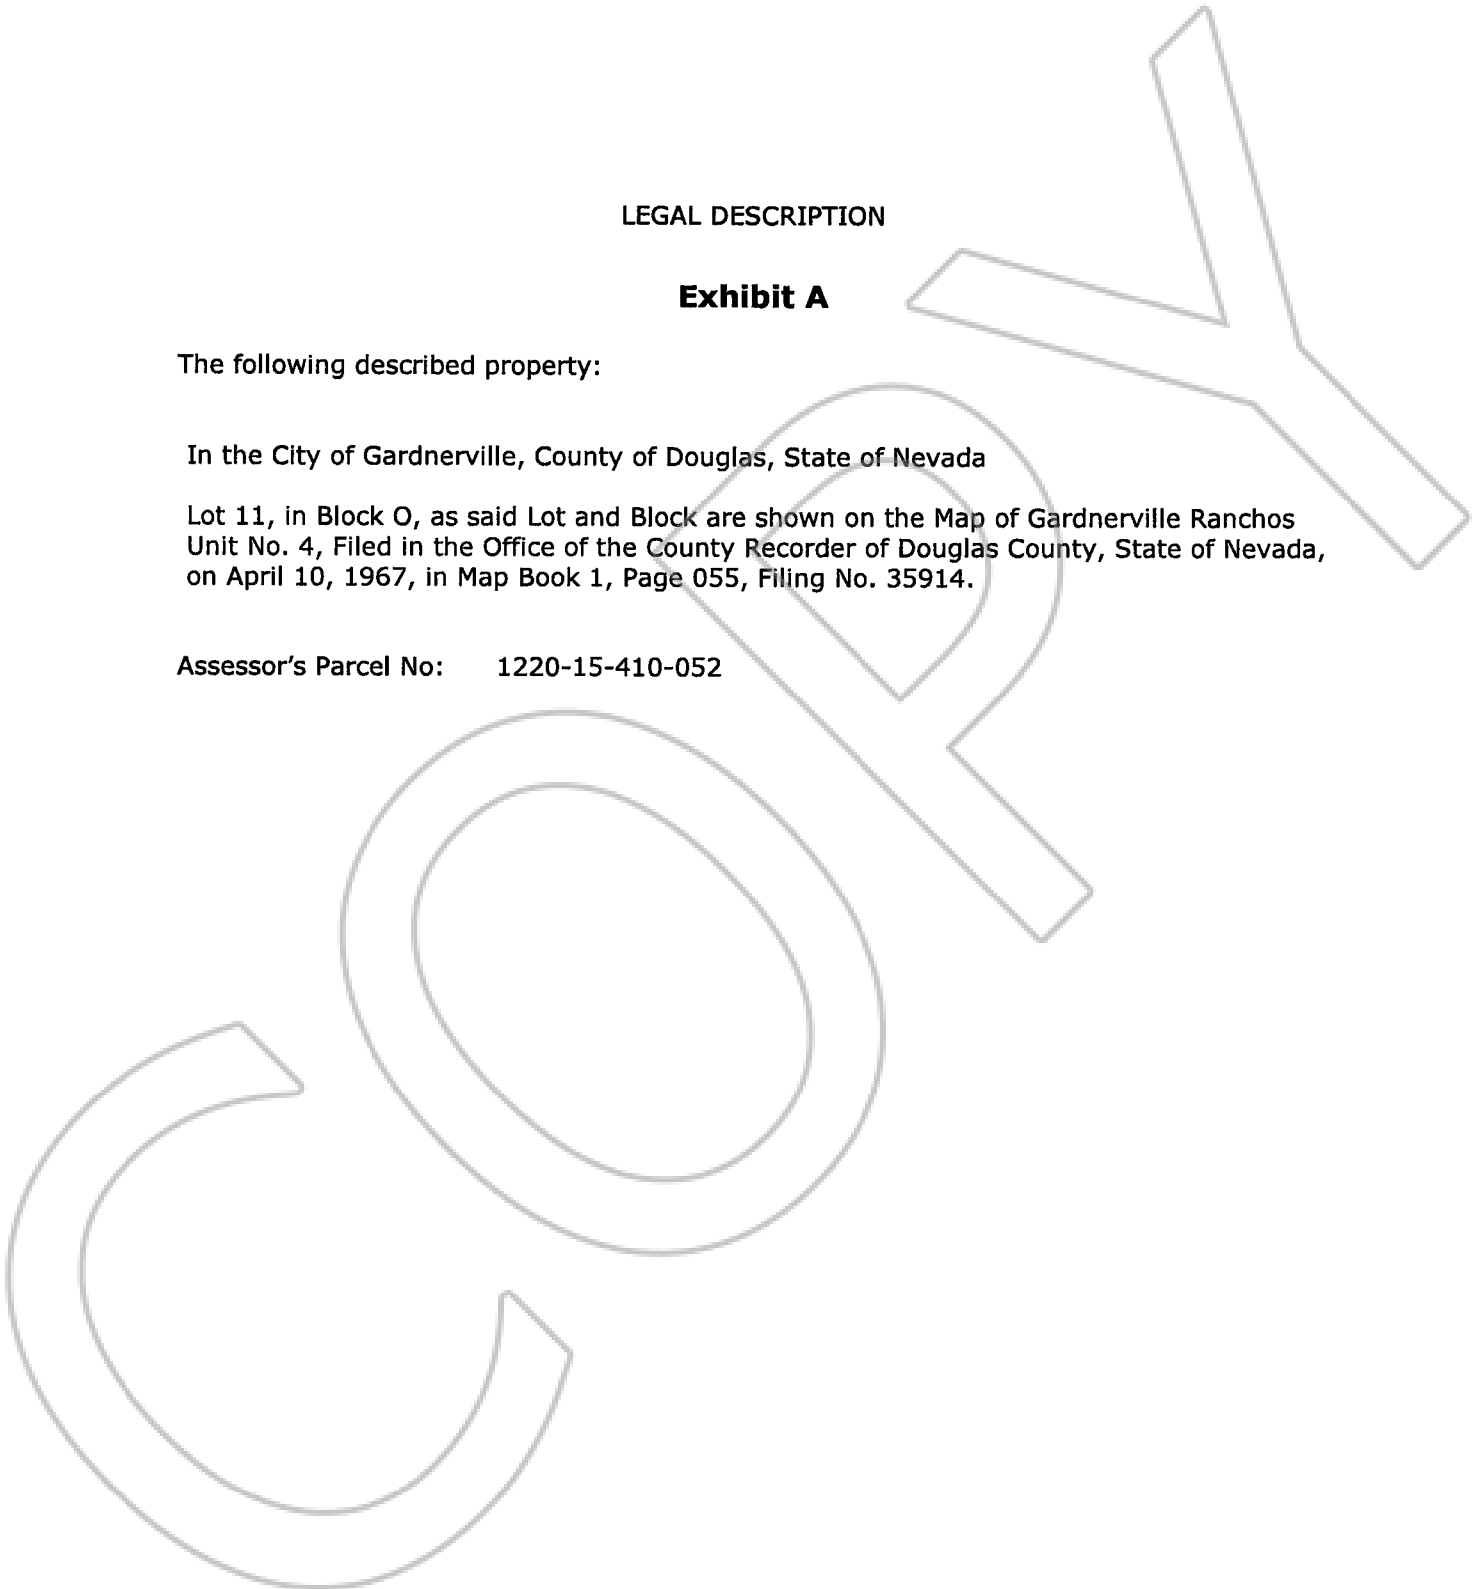 LEGAL DESCRIPTION
Exhibit A
The following described property:
In the City of Gardnerville, County of Douglas, State of Nevada
Lot 11, in Block O, as said Lot and Block are shown on the Map of Gardnerville Ranchos
Unit No. 4, Filed in the Office of the County Recorder of Douglas County, State of Nevada,
on April 10, 1967, in Map Book 1, Page 055, Filing No. 35914.
Assessor's Parcel No: 1220-15-410-052
COPY